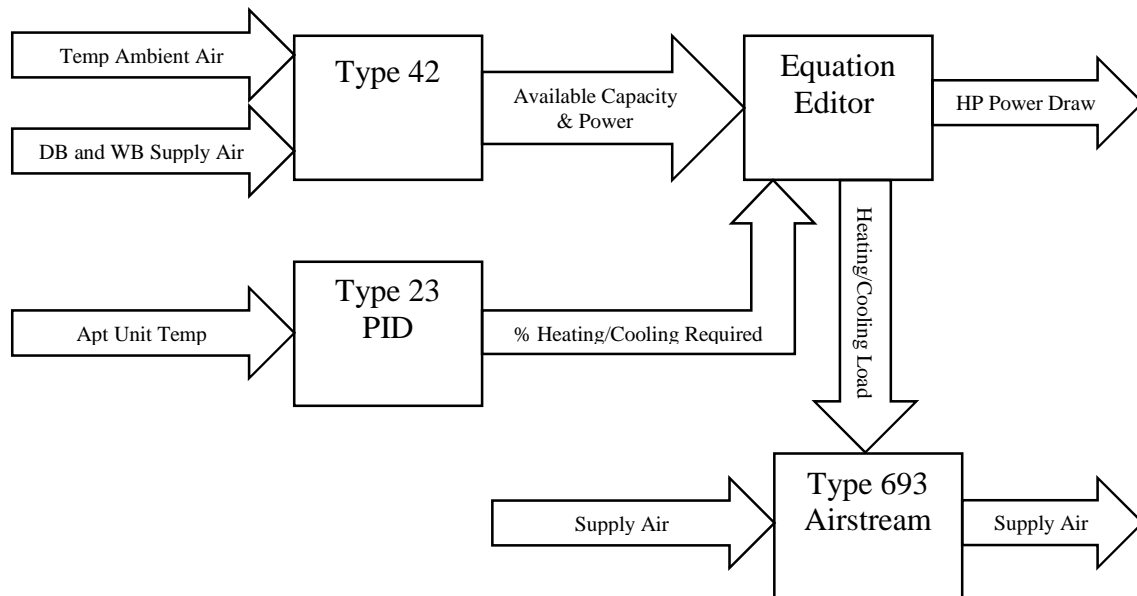 Temp Ambient Air
DB and WB Supply Air
Type 42
Available Capacity
& Power
Equation
Editor
HP Power Draw
Apt Unit Temp
Type 23
PID
% Heating/Cooling Required
Heating/Cooling Load
Supply Air
Type 693
Airstream
Supply Air